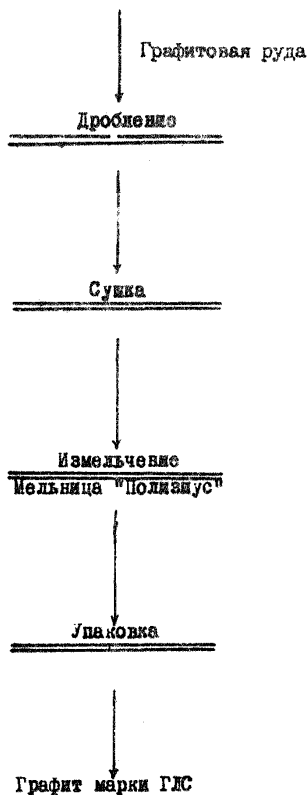 Графитовая руда
Дробление
Сушка
Измельчение
Мельница "Полизиус"
Упаковка
Графит марки ГЛС